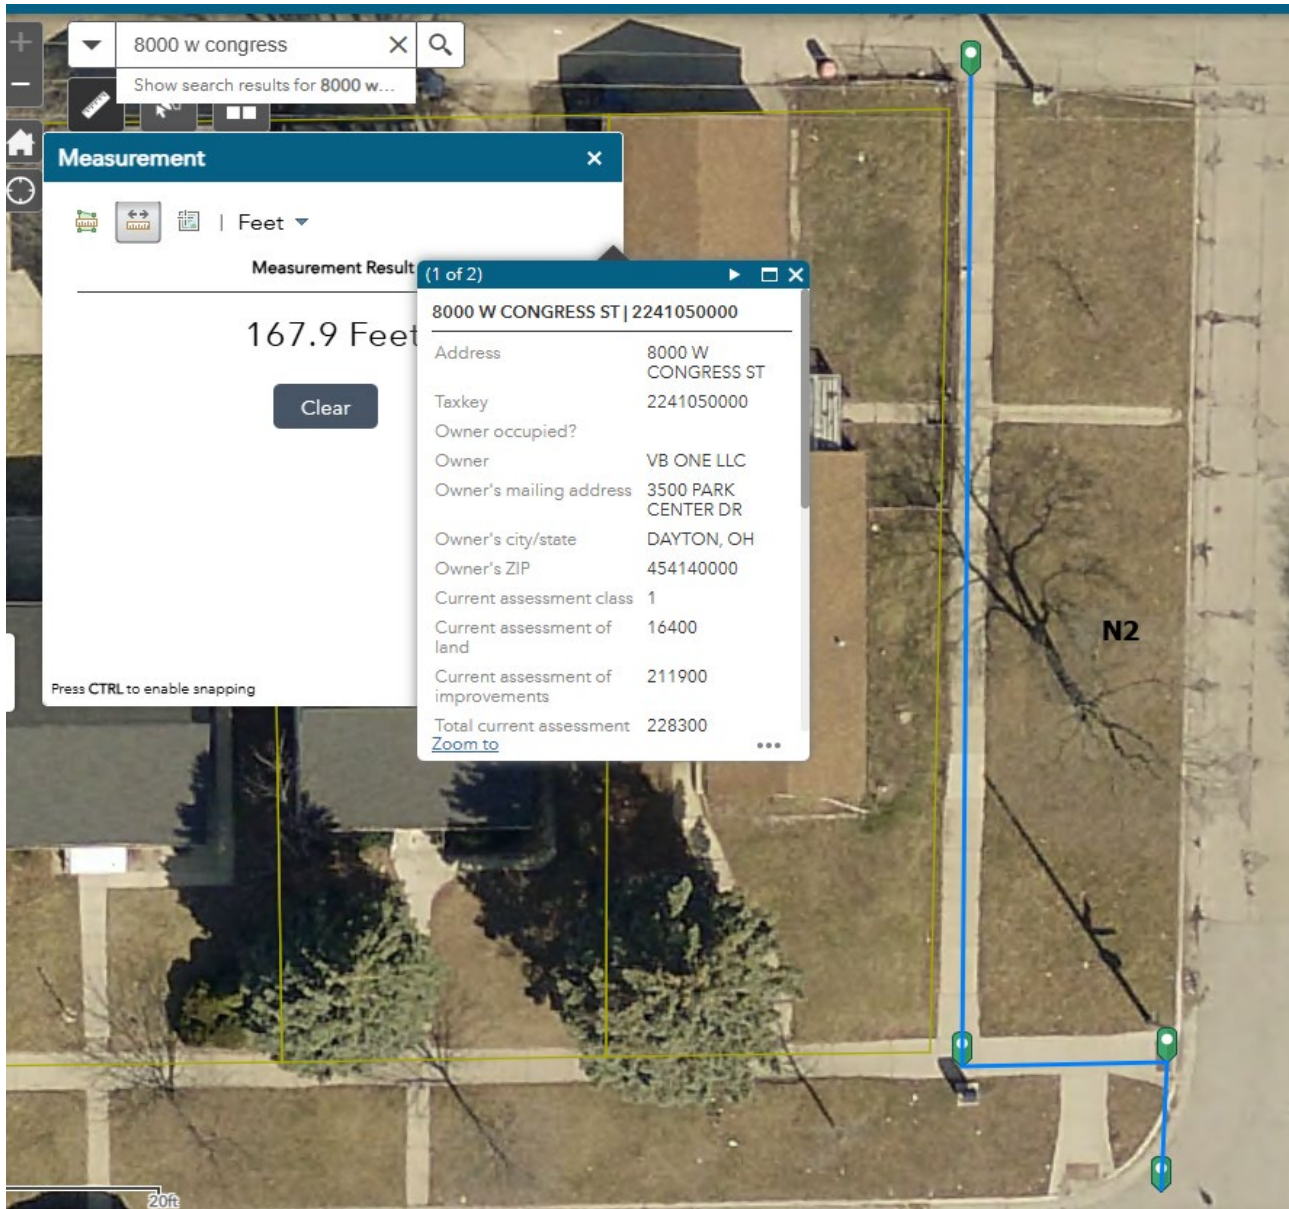 8000 w congress
Show search results for 8000 w...
Measurement
Feet
Measurement Result
167.9 Feet
Clear
Press CTRL to enable snapping
(1 of 2)
8000 W CONGRESS ST | 2241050000
Address 8000 W
CONGRESS ST
Taxkey 2241050000
Owner occupied?
Owner VB ONE LLC
Owner's mailing address 3500 PARK
CENTER DR
Owner's city/state DAYTON, OH
Owner's ZIP 454140000
Current assessment class 1
Current assessment of 16400
land
Current assessment of 211900
improvements
Total current assessment 228300
Zoom to
N2
20ft